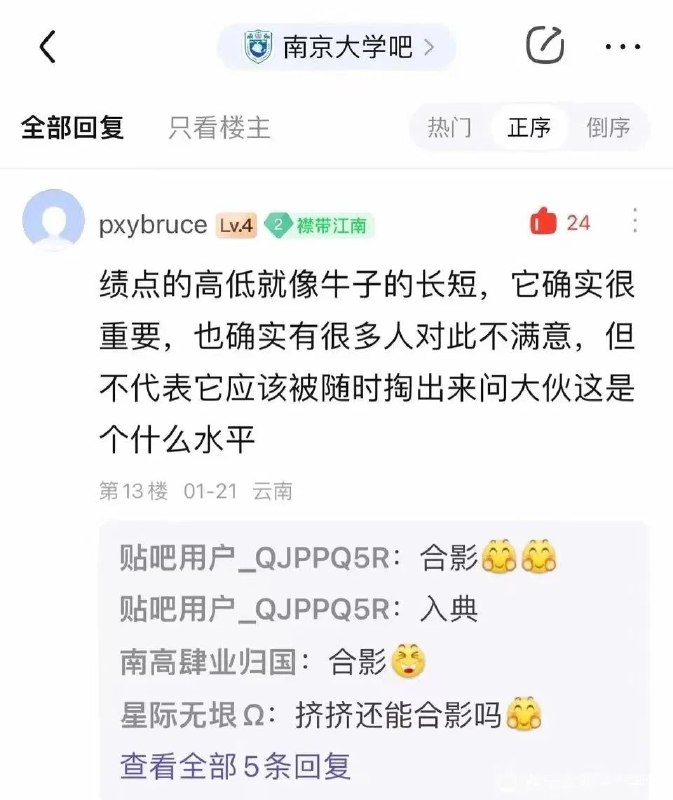 南京大学吧
全部回复 只看楼主 热门 正序 倒序
pxybruce Lv.4 2 襟带江南 24
绩点的高低就像牛子的长短，它确实很
重要，也确实有很多人对此不满意，但
不代表它应该被随时掏出来问大伙这是
个什么水平
第13楼 01-21 云南
贴吧用户_QJPPQ5R：合影🤗🤗
贴吧用户_QJPPQ5R：入典
南高肆业归国：合影😆
星际无垠Ω：挤挤还能合影吗🤗
查看全部5条回复